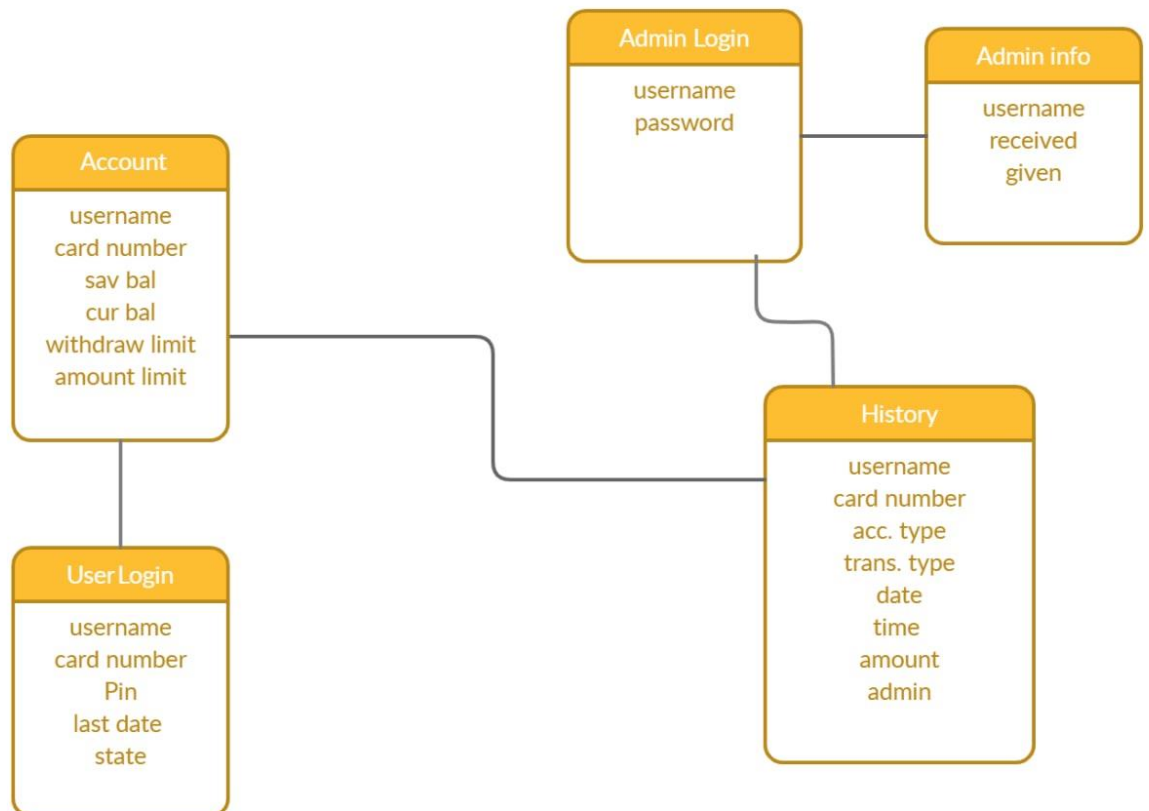 Admin Login
username
password
Admin info
username
received
given
Account
username
card number
sav bal
cur bal
withdraw limit
amount limit
History
username
card number
acc. type
trans. type
date
time
amount
admin
User Login
username
card number
Pin
last date
state